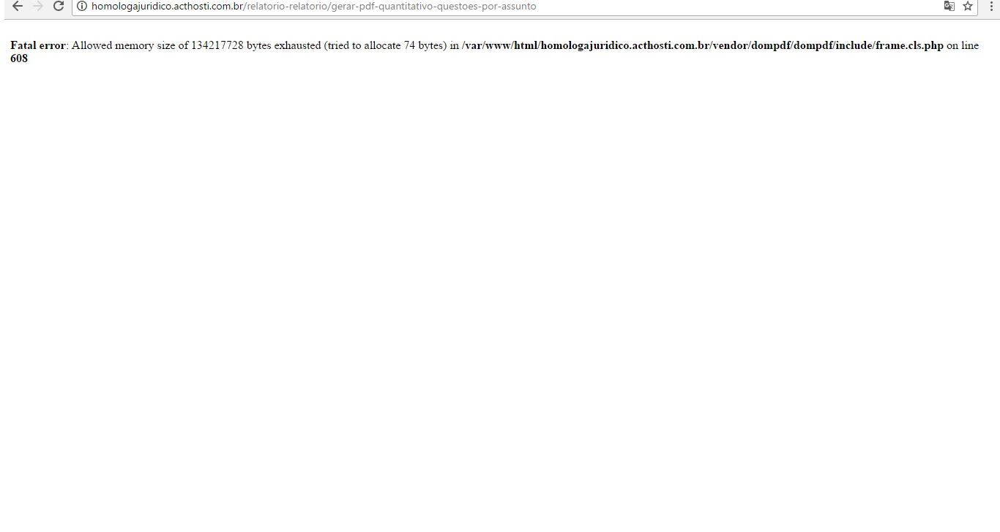 homologajuridico.acthosti.com.br/relatorio-relatorio/gerar-pdf-quantitativo-questoes-por-assunto
Fatal error: Allowed memory size of 134217728 bytes exhausted (tried to allocate 74 bytes) in /var/www/html/homologajuridico.acthosti.com.br/vendor/dompdf/dompdf/include/frame.cls.php on line
608